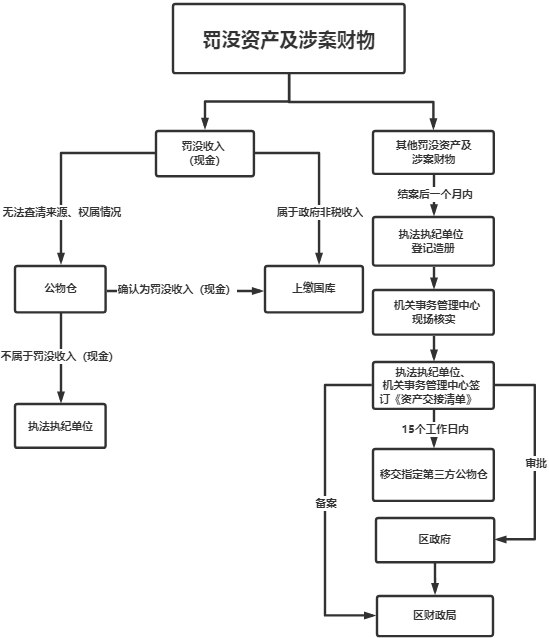 罚没资产及涉案财物
罚没收入
（现金）
其他罚没资产及
涉案财物
无法查清来源、权属情况
属于政府非税收入
结案后一个月内
执法执纪单位
登记造册
公物仓
确认为罚没收入（现金）
上缴国库
机关事务管理中心
现场核实
不属于罚没收入（现金）
执法执纪单位、
机关事务管理中心签
订《资产交接清单》
执法执纪单位
15个工作日内
审批
移交指定第三方公物仓
备案
区政府
区财政局